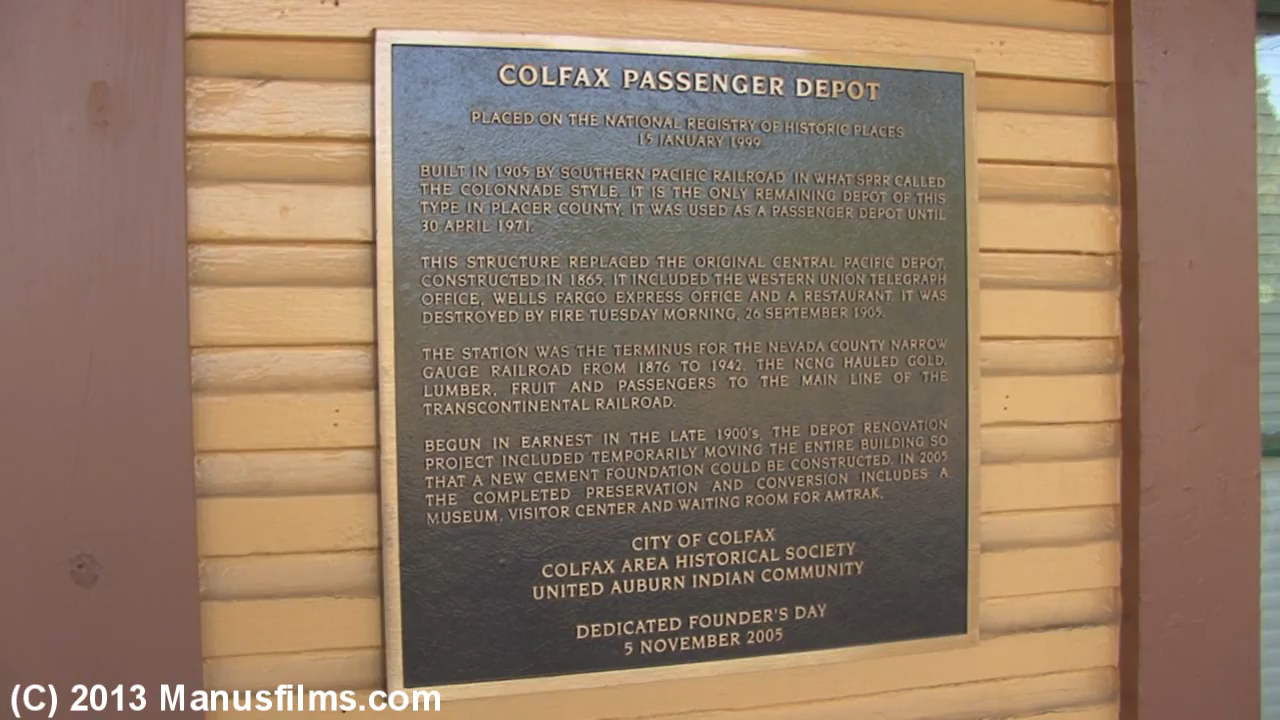 COLFAX PASSENGER DEPOT
PLACED ON THE NATIONAL REGISTRY OF HISTORIC PLACES
15 JANUARY 1999
BUILT IN 1905 BY SOUTHERN PACIFIC RAILROAD IN WHAT SPRR CALLED
THE COLONNADE STYLE. IT IS THE ONLY REMAINING DEPOT OF THIS
TYPE IN PLACER COUNTY. IT WAS USED AS A PASSENGER DEPOT UNTIL
30 APRIL 1971.
THIS STRUCTURE REPLACED THE ORIGINAL CENTRAL PACIFIC DEPOT,
CONSTRUCTED IN 1865. IT INCLUDED THE WESTERN UNION TELEGRAPH
OFFICE, WELLS FARGO EXPRESS OFFICE AND A RESTAURANT. IT WAS
DESTROYED BY FIRE TUESDAY MORNING, 26 SEPTEMBER 1905.
THE STATION WAS THE TERMINUS FOR THE NEVADA COUNTY NARROW
GAUGE RAILROAD FROM 1876 TO 1942. THE NCNG HAULED GOLD,
LUMBER, FRUIT AND PASSENGERS TO THE MAIN LINE OF THE
TRANSCONTINENTAL RAILROAD.
BEGUN IN EARNEST IN THE LATE 1900's, THE DEPOT RENOVATION
PROJECT INCLUDED TEMPORARILY MOVING THE ENTIRE BUILDING SO
THAT A NEW CEMENT FOUNDATION COULD BE CONSTRUCTED. IN 2005
THE COMPLETED PRESERVATION AND CONVERSION INCLUDES A
MUSEUM, VISITOR CENTER AND WAITING ROOM FOR AMTRAK.
CITY OF COLFAX
COLFAX AREA HISTORICAL SOCIETY
UNITED AUBURN INDIAN COMMUNITY
DEDICATED FOUNDER'S DAY
5 NOVEMBER 2005
(C) 2013 Manusfilms.com